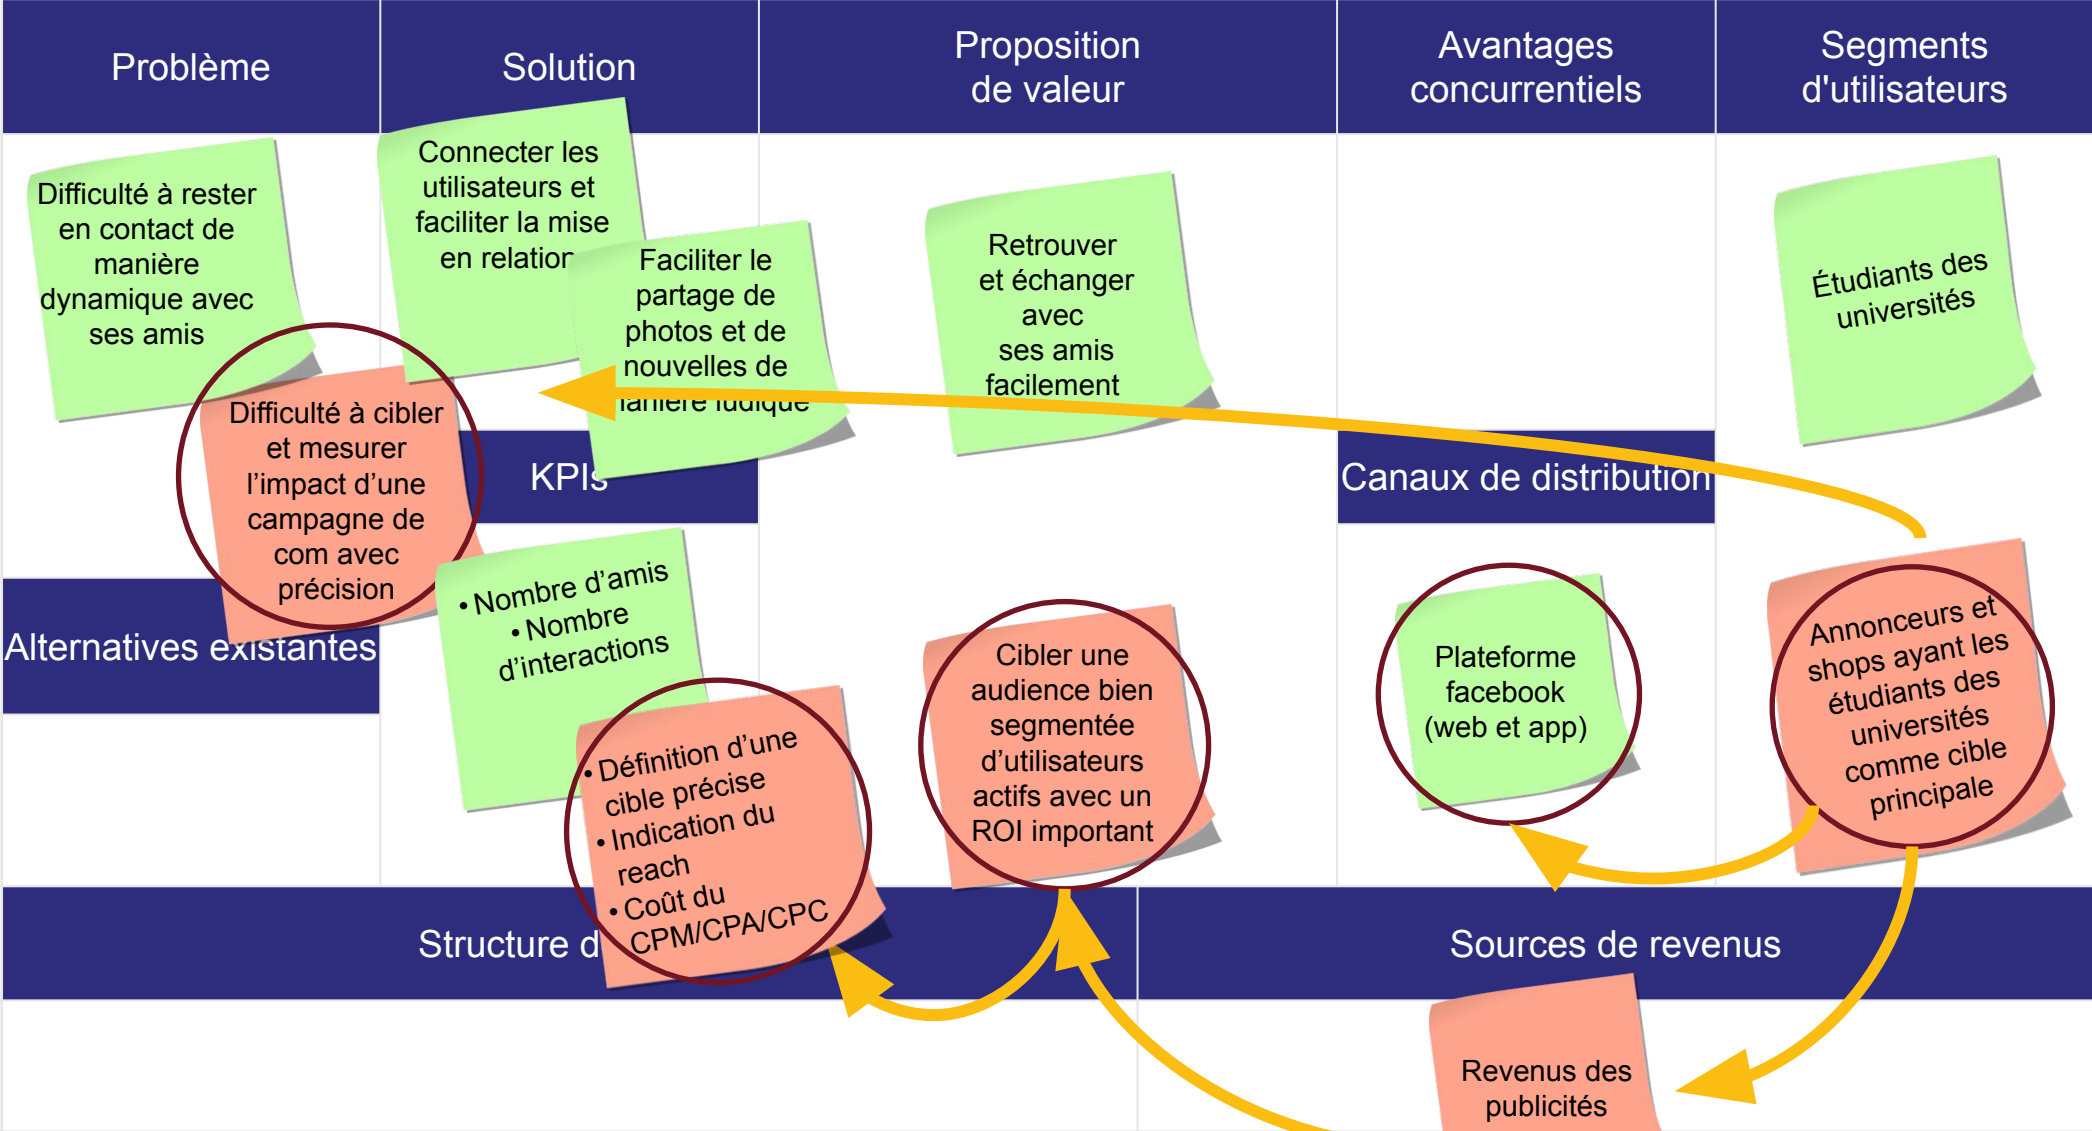 Problème
Solution
Proposition
de valeur
Avantages
concurrentiels
Segments
d'utilisateurs
Difficulté à rester
en contact de
manière
dynamique avec
ses amis
Difficulté à cibler
et mesurer
l'impact d'une
campagne de
com avec
précision
Alternatives existantes
Connecter les
utilisateurs et
faciliter la mise
en relation
Faciliter le
partage de
photos et de
nouvelles de
ludique
KPIs
• Nombre d'amis
• Nombre
d'interactions
• Définition d'une
cible précise
• Indication du
reach
• Coût du
CPM/CPA/CPC
Retrouver
et échanger
avec
ses amis
facilement
Cibler une
audience bien
segmentée
d'utilisateurs
actifs avec un
ROI important
Canaux de distribution
Plateforme
facebook
(web et app)
Étudiants des
universités
Annonceurs et
shops ayant les
étudiants des
universités
comme cible
principale
Structure
Sources de revenus
Revenus des
publicités